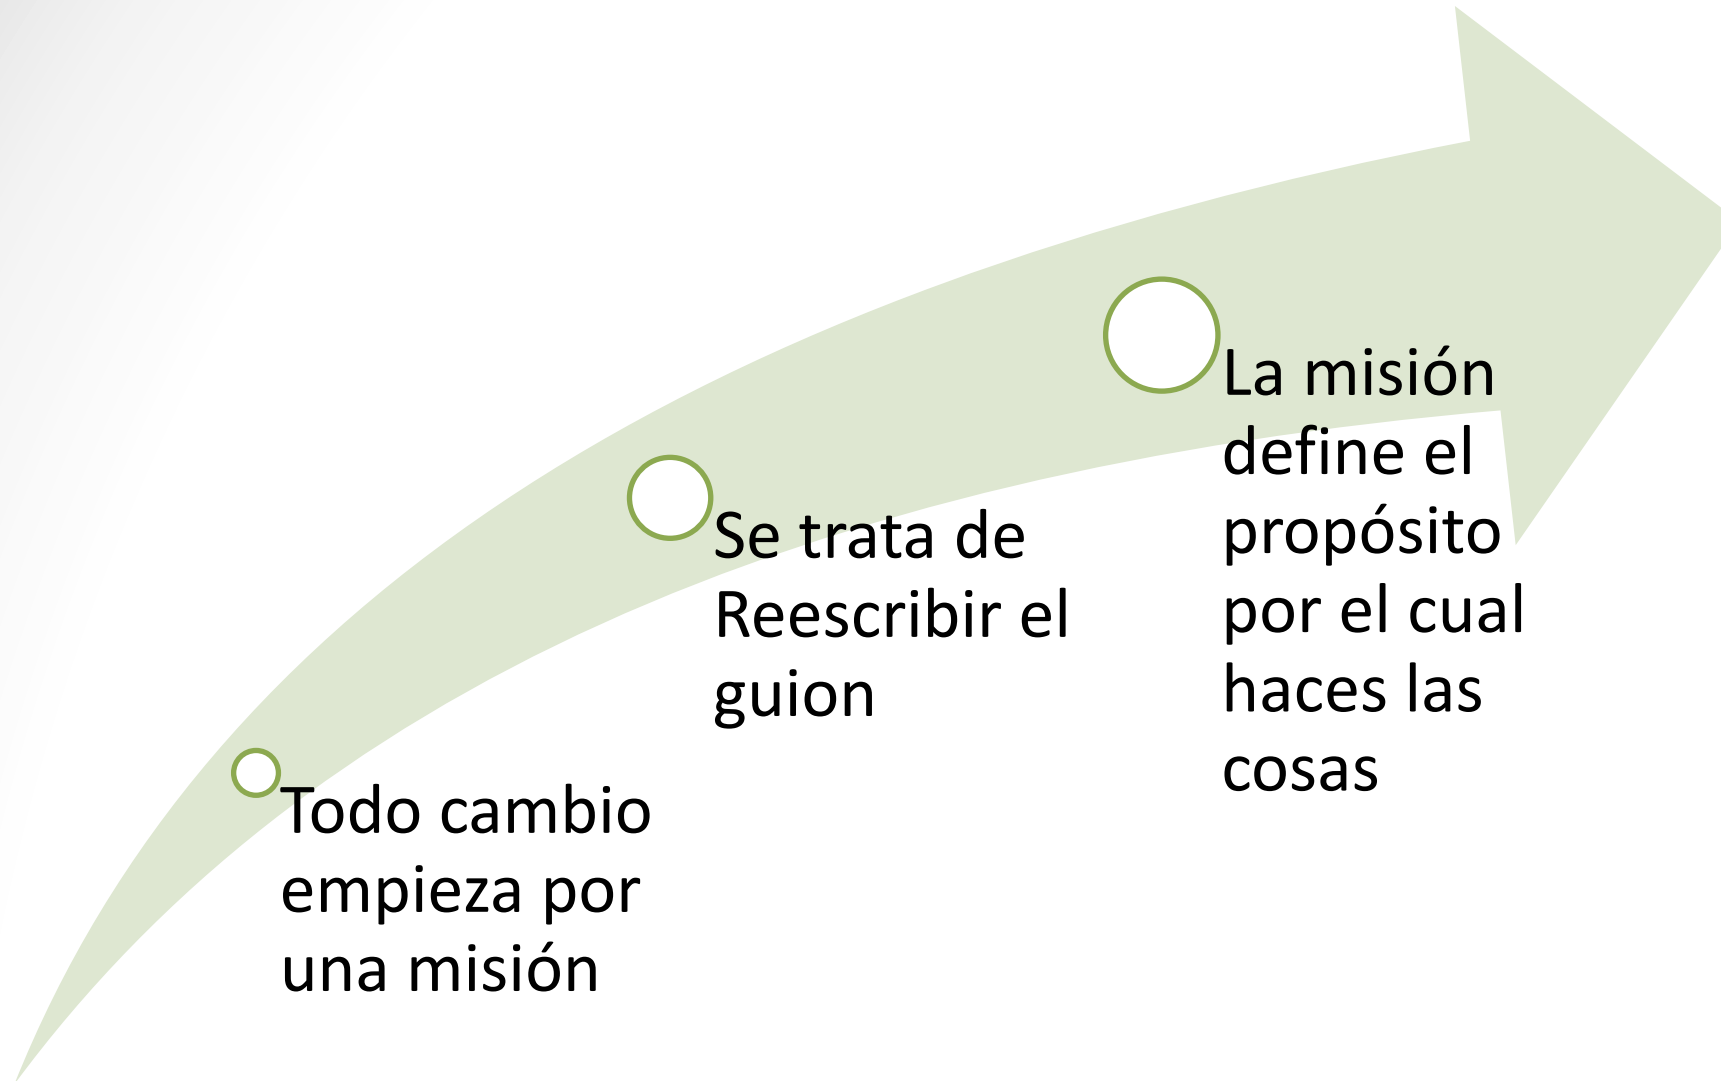 Todo cambio
empieza por
una misión
Se trata de
Reescribir el
guion
La misión
define el
propósito
por el cual
haces las
cosas